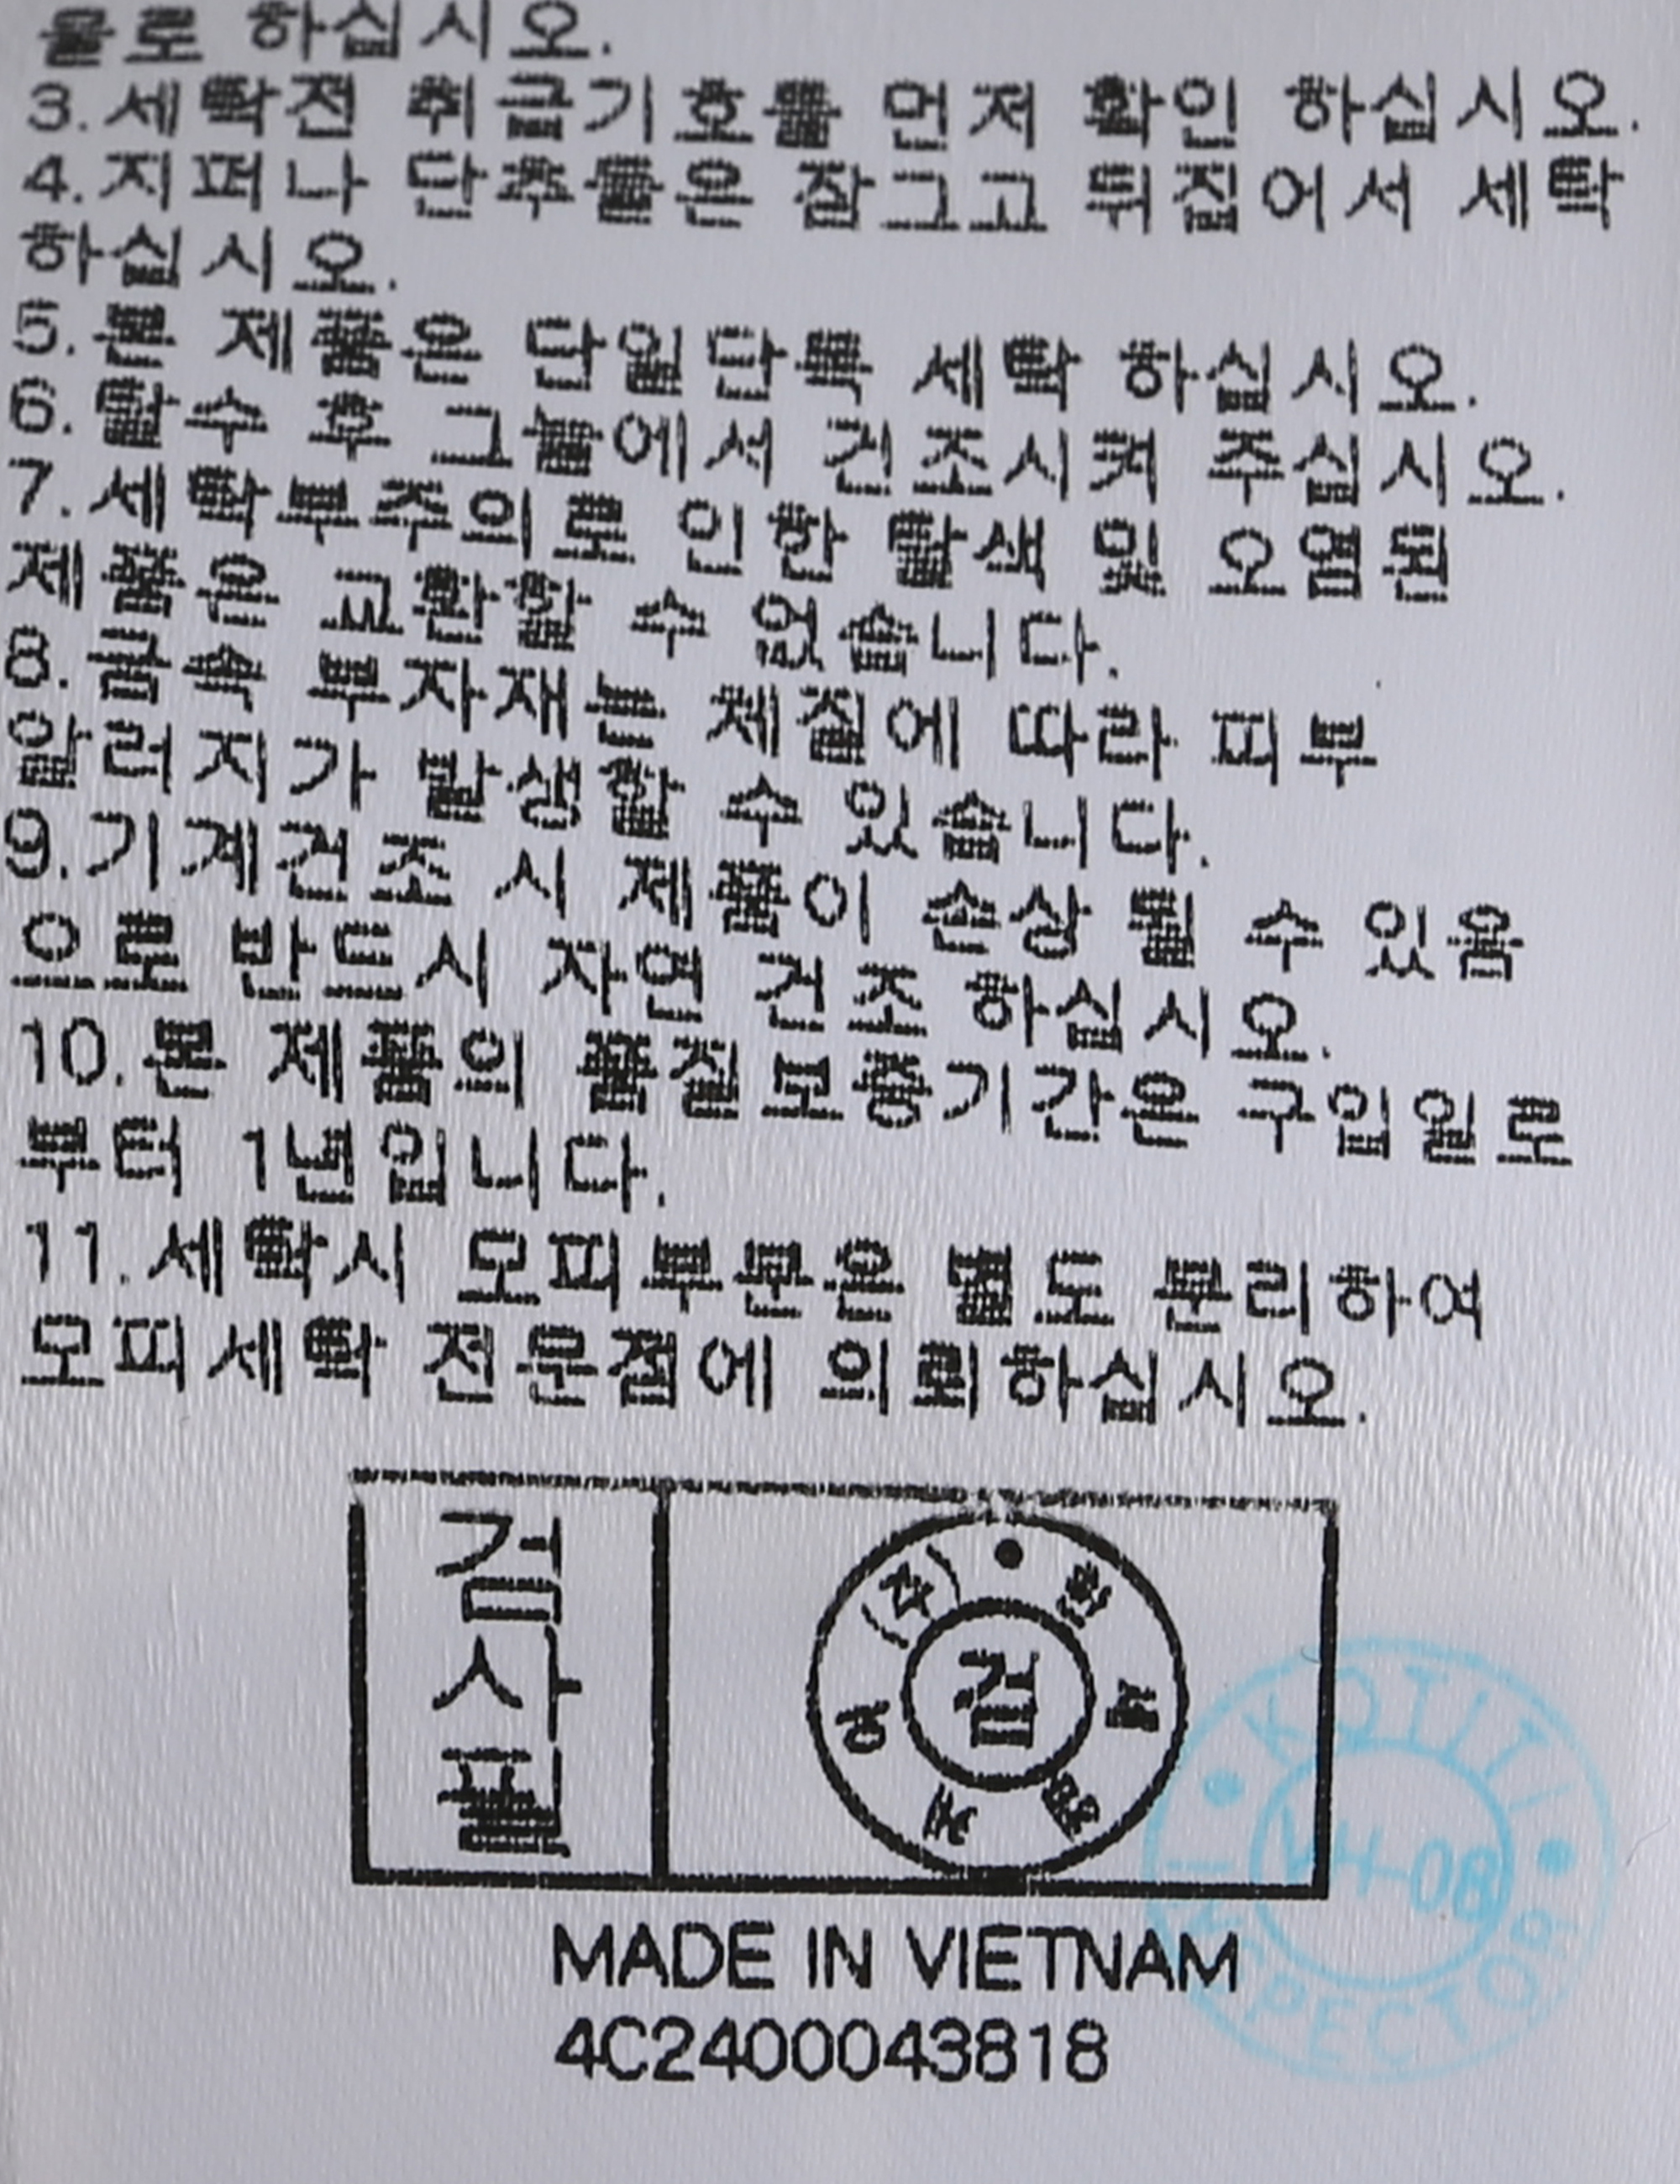 물로 하십시오.
3.세탁전 취급기호를 먼저 확인 하십시오.
4.지퍼나 단추들은 잠그고 뒤집어서 세탁
하십시오.
5.본 제품은 단일단독 세탁 하십시오.
6.탈수 후 그늘에서 건조시켜 주십시오.
7.세탁부주의로 인한 탈색 및 오염된
제품은 교환할 수 없습니다.
8.금속 부자재는 체질에 따라 피부
알러지가 발생할 수 있습니다.
9.기계건조 시 제품이 손상 될 수 있음
으로 반드시 자연 건조 하십시오.
10.본 제품의 품질보증기간은 구입일로
부터 1년입니다.
11.세탁시 모피부분은 별도 분리하여
모피세탁 전문점에 의뢰하십시오.
검사필
검
MADE IN VIETNAM
4C2400043818
KOTITI
VH-08
INSPECTOR